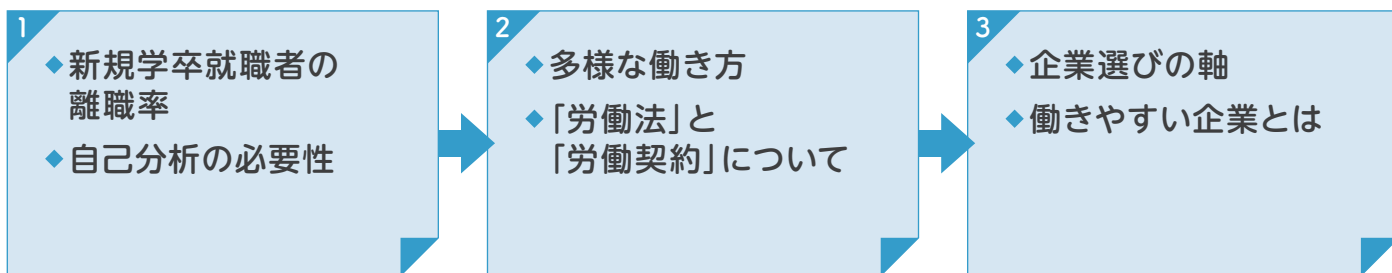 1
◆新規学卒就職者の
離職率
◆自己分析の必要性
2
◆多様な働き方
◆「労働法」と
「労働契約」について
3
◆企業選びの軸
◆働きやすい企業とは